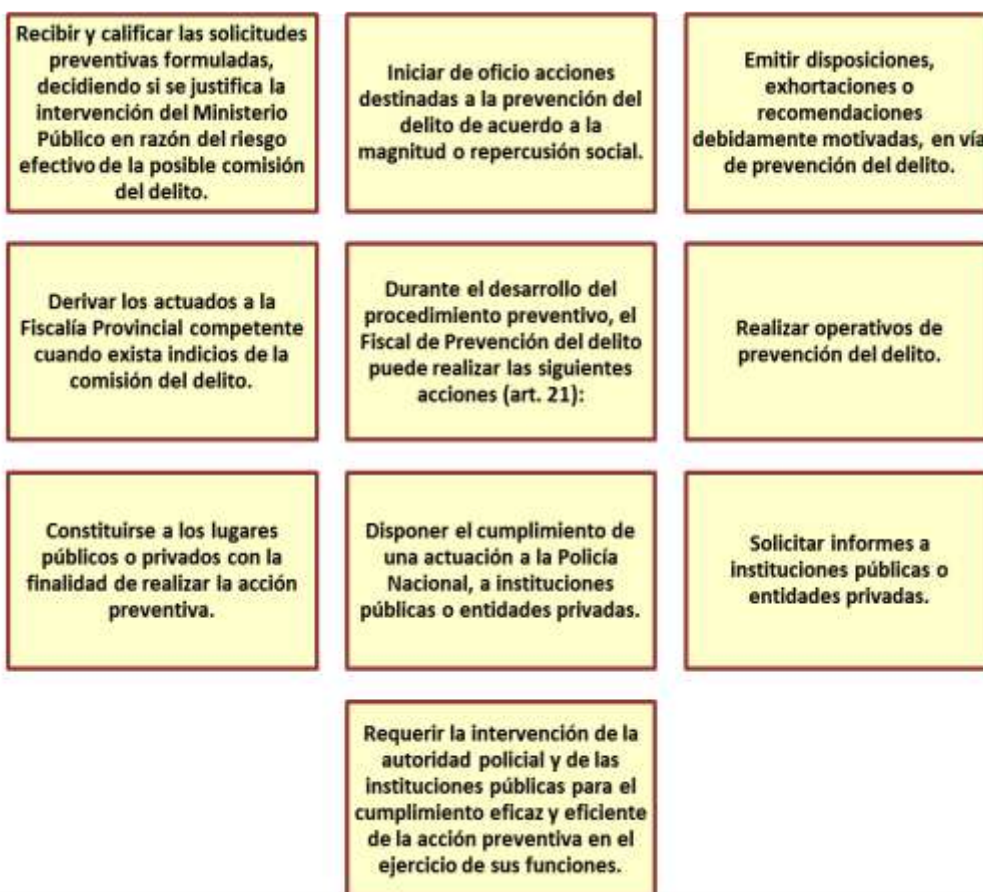 Recibir y calificar las solicitudes
preventivas formuladas,
decidiendo si se justifica la
intervención del Ministerio
Público en razón del riesgo
efectivo de la posible comisión
del delito.
Iniciar de oficio acciones
destinadas a la prevención del
delito de acuerdo a la
magnitud o repercusión social.
Emitir disposiciones,
exhortaciones o
recomendaciones
debidamente motivadas, en vía
de prevención del delito.
Derivar los actuados a la
Fiscalía Provincial competente
cuando exista indicios de la
comisión del delito.
Durante el desarrollo del
procedimiento preventivo, el
Fiscal de Prevención del delito
puede realizar las siguientes
acciones (art. 21):
Realizar operativos de
prevención del delito.
Constituirse a los lugares
públicos o privados con la
finalidad de realizar la acción
preventiva.
Disponer el cumplimiento de
una actuación a la Policía
Nacional, a instituciones
públicas o entidades privadas.
Solicitar informes a
instituciones públicas o
entidades privadas.
Requerir la intervención de la
autoridad policial y de las
instituciones públicas para el
cumplimiento eficaz y eficiente
de la acción preventiva en el
ejercicio de sus funciones.